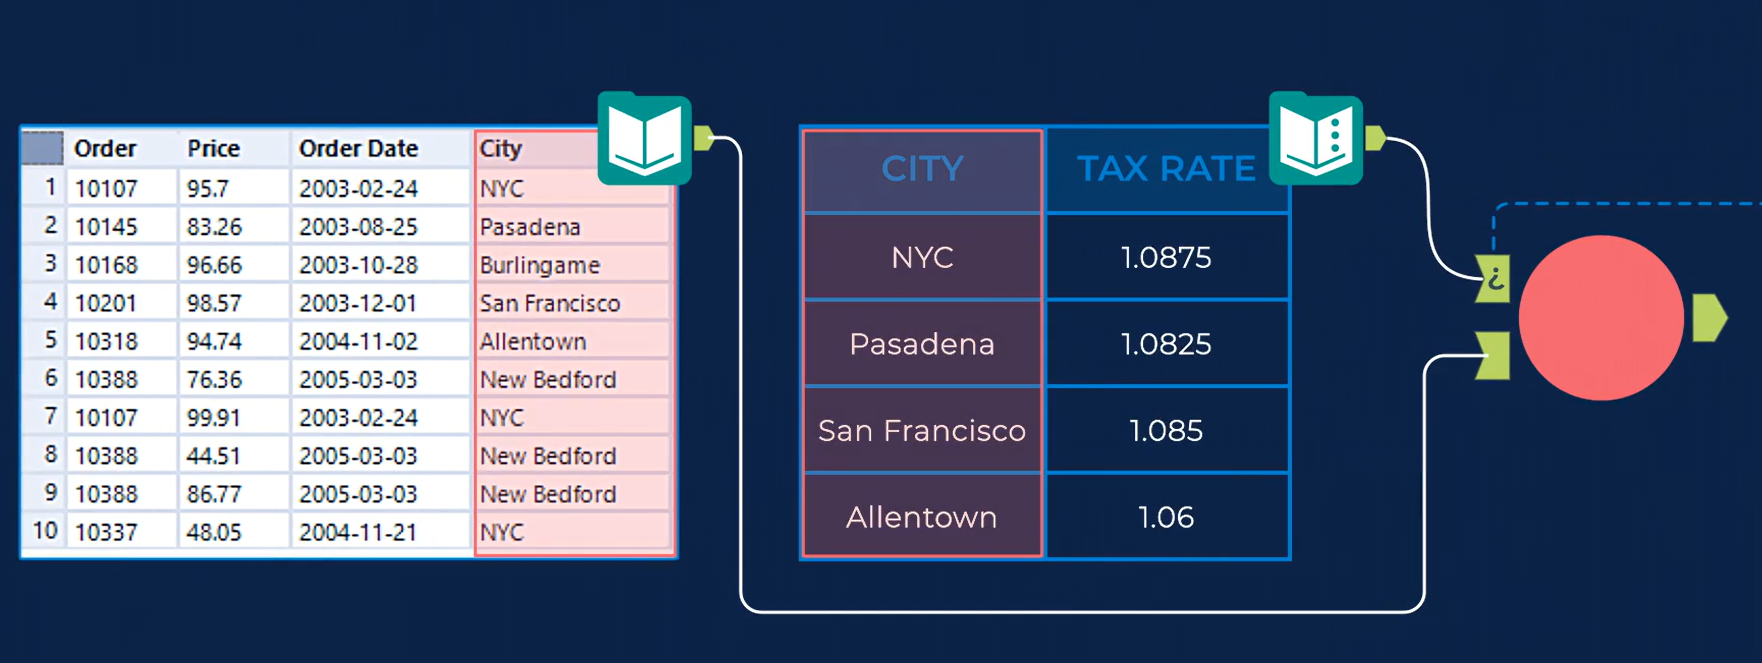 Order Price Order Date City
1 10107 95.7 2003-02-24 NYC
2 10145 83.26 2003-08-25 Pasadena
3 10168 96.66 2003-10-28 Burlingame
4 10201 98.57 2003-12-01 San Francisco
5 10318 94.74 2004-11-02 Allentown
6 10388 76.36 2005-03-03 New Bedford
7 10107 99.91 2003-02-24 NYC
8 10388 44.51 2005-03-03 New Bedford
9 10388 86.77 2005-03-03 New Bedford
10 10337 48.05 2004-11-21 NYC
CITY TAX RATE
NYC 1.0875
Pasadena 1.0825
San Francisco 1.085
Allentown 1.06
¿